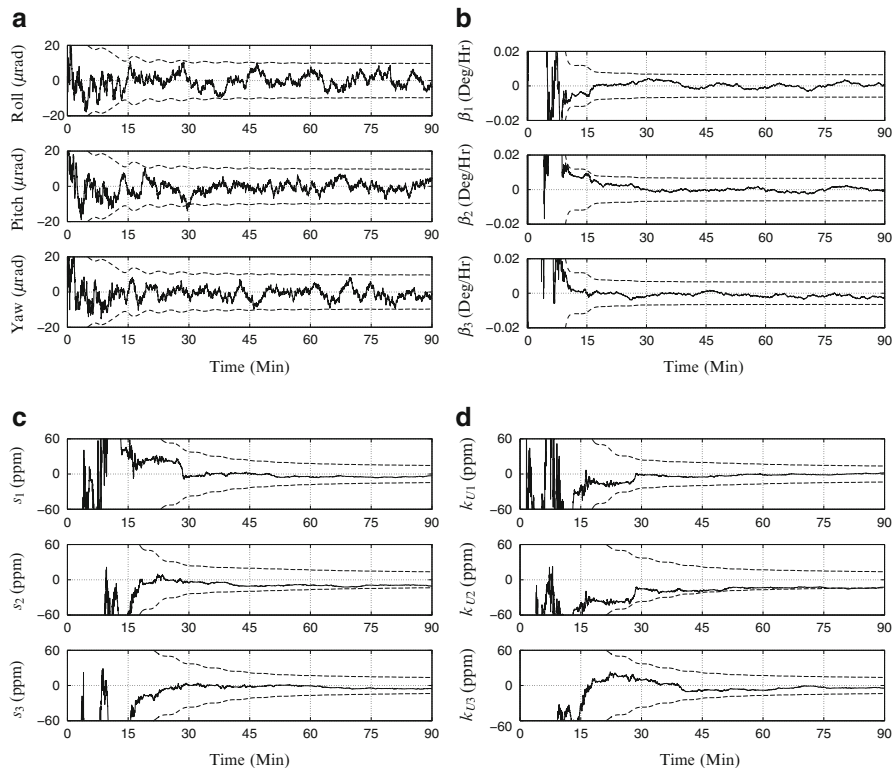 a
Roll (μrad)
20
0
−20
0 15 30 45 60 75 90
Pitch (μrad)
20
0
−20
0 15 30 45 60 75 90
Yaw (μrad)
20
0
−20
0 15 30 45 60 75 90
Time (Min)
b
β1 (Deg/Hr)
0.02
0
−0.02
0 15 30 45 60 75 90
β2 (Deg/Hr)
0.02
0
−0.02
0 15 30 45 60 75 90
β3 (Deg/Hr)
0.02
0
−0.02
0 15 30 45 60 75 90
Time (Min)
c
s1 (ppm)
60
0
−60
0 15 30 45 60 75 90
s2 (ppm)
60
0
−60
0 15 30 45 60 75 90
s3 (ppm)
60
0
−60
0 15 30 45 60 75 90
Time (Min)
d
kU1 (ppm)
60
0
−60
0 15 30 45 60 75 90
kU2 (ppm)
60
0
−60
0 15 30 45 60 75 90
kU3 (ppm)
60
0
−60
0 15 30 45 60 75 90
Time (Min)